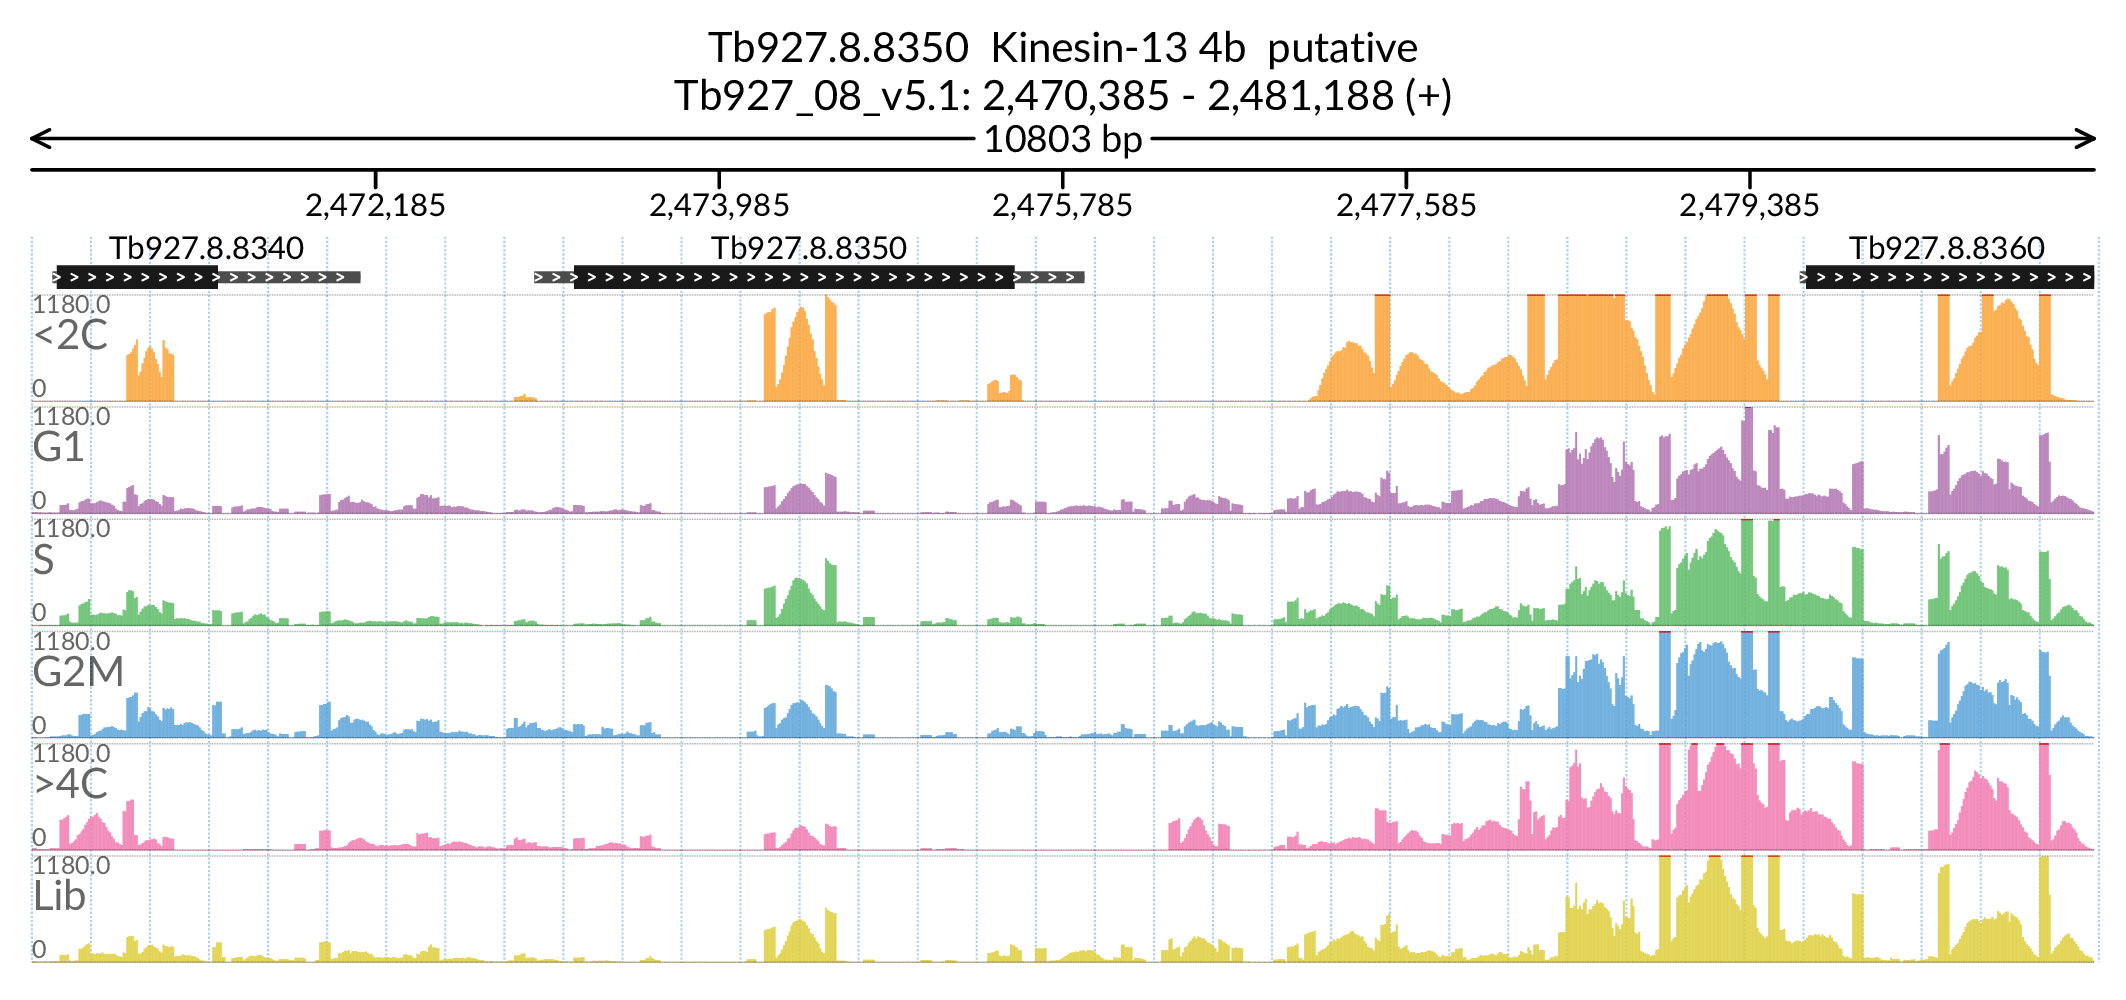 Tb927.8.8350  Kinesin-13 4b  putative
Tb927_08_v5.1: 2,470,385 - 2,481,188 (+)
10803 bp
2,472,185 2,473,985 2,475,785 2,477,585 2,479,385
Tb927.8.8340 Tb927.8.8350 Tb927.8.8360
1180.0
<2C
0
1180.0
G1
0
1180.0
S
0
1180.0
G2M
0
1180.0
>4C
0
1180.0
Lib
0